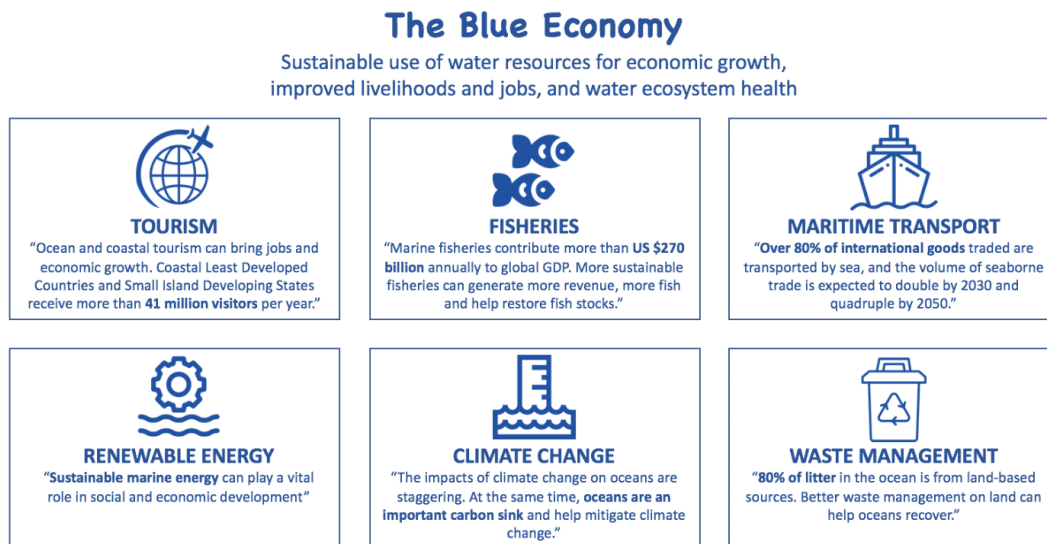 The Blue Economy
Sustainable use of water resources for economic growth,
improved livelihoods and jobs, and water ecosystem health
TOURISM
“Ocean and coastal tourism can bring jobs and
economic growth. Coastal Least Developed
Countries and Small Island Developing States
receive more than 41 million visitors per year.”
FISHERIES
“Marine fisheries contribute more than US $270
billion annually to global GDP. More sustainable
fisheries can generate more revenue, more fish
and help restore fish stocks.”
MARITIME TRANSPORT
“Over 80% of international goods traded are
transported by sea, and the volume of seaborne
trade is expected to double by 2030 and
quadruple by 2050.”
RENEWABLE ENERGY
“Sustainable marine energy can play a vital
role in social and economic development”
CLIMATE CHANGE
“The impacts of climate change on oceans are
staggering. At the same time, oceans are an
important carbon sink and help mitigate climate
change.”
WASTE MANAGEMENT
“80% of litter in the ocean is from land-based
sources. Better waste management on land can
help oceans recover.”